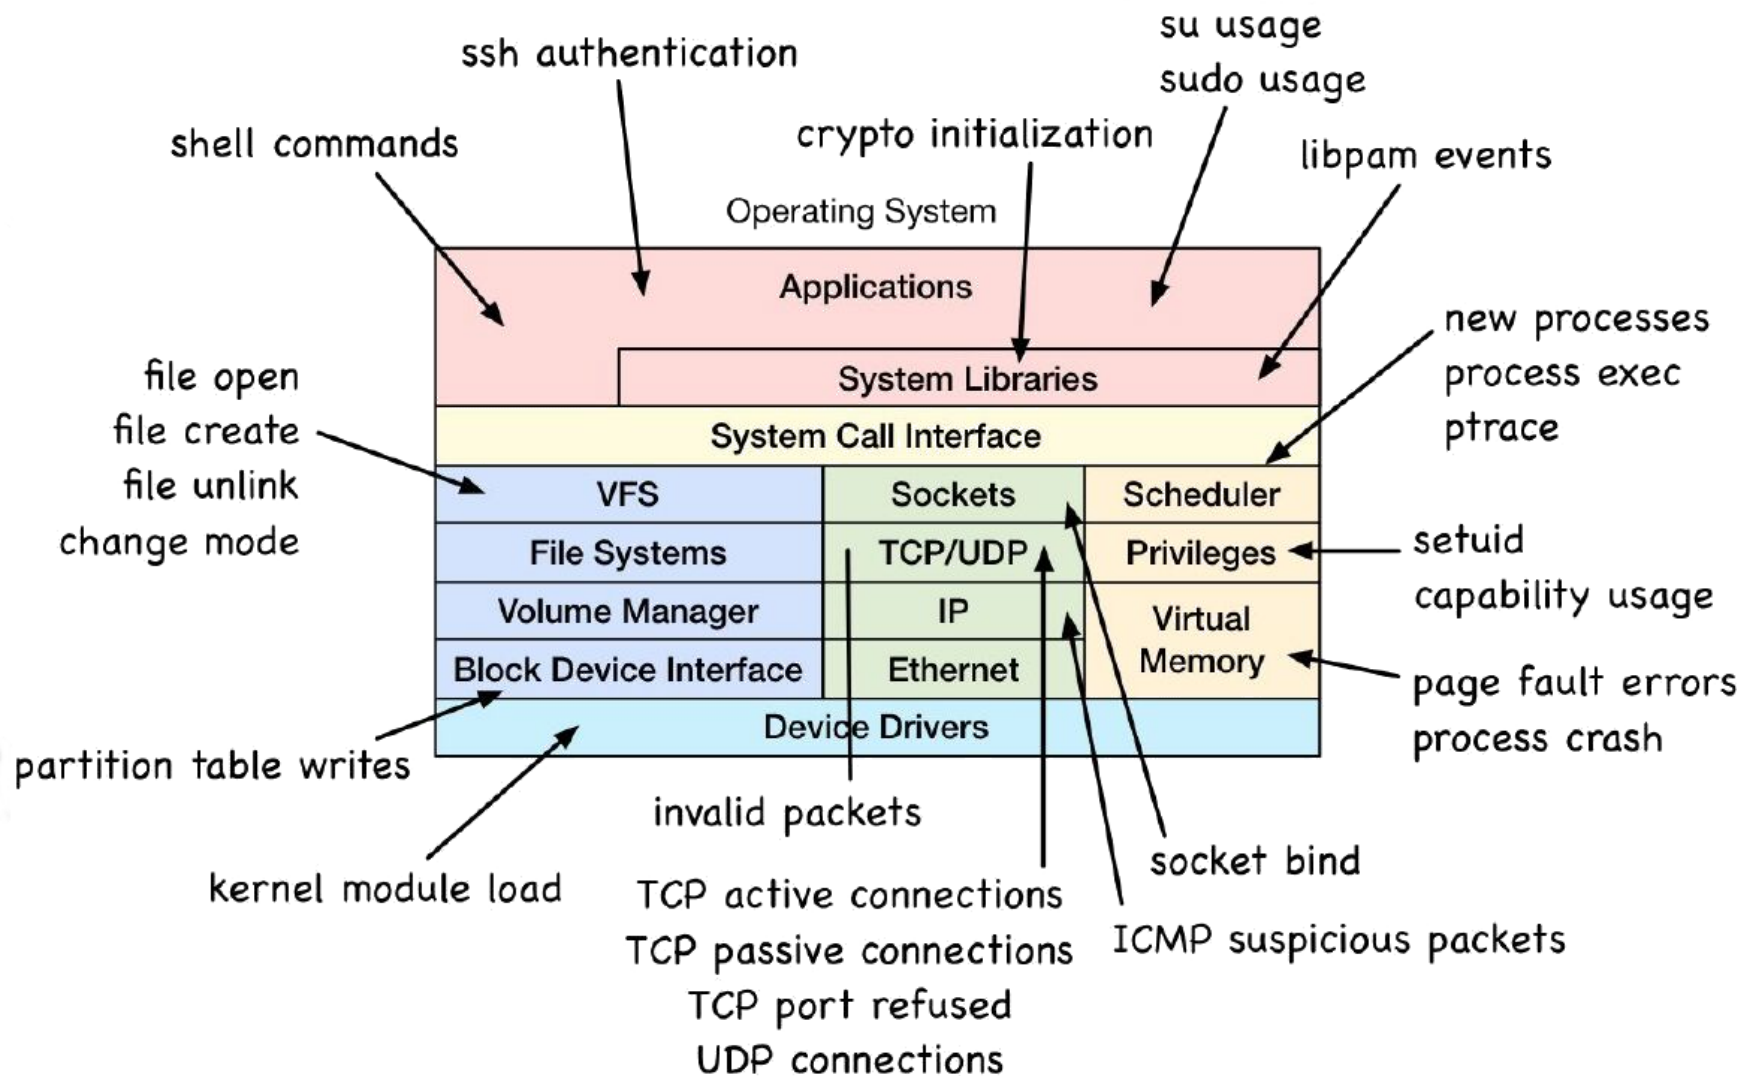 su usage
sudo usage
ssh authentication
crypto initialization
shell commands
libpam events
Operating System
Applications
System Libraries
System Call Interface
VFS
Sockets
Scheduler
File Systems
TCP/UDP
Privileges
Volume Manager
IP
Virtual
Memory
Block Device Interface
Ethernet
Device Drivers
new processes
process exec
ptrace
file open
file create
file unlink
change mode
setuid
capability usage
page fault errors
process crash
partition table writes
kernel module load
invalid packets
socket bind
TCP active connections
TCP passive connections
TCP port refused
UDP connections
ICMP suspicious packets